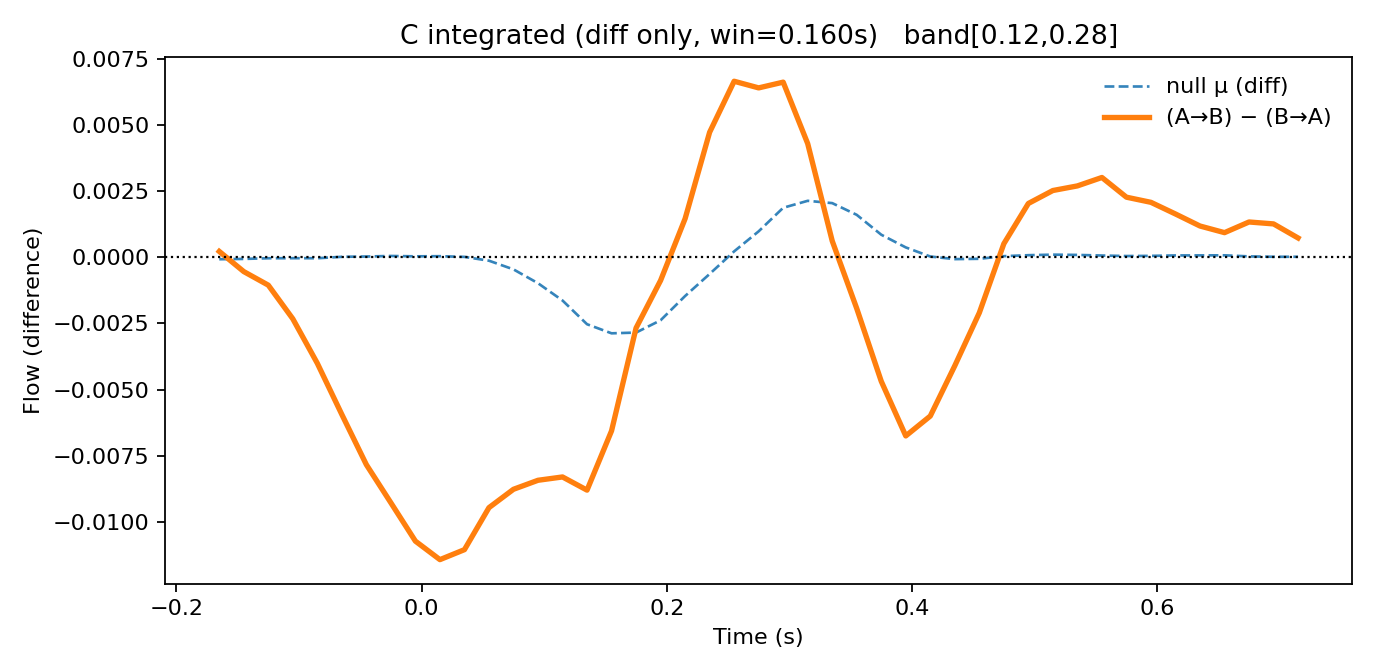 C integrated (diff only, win=0.160s)   band[0.12,0.28]
0.0075
0.0050
0.0025
0.0000
−0.0025
−0.0050
−0.0075
−0.0100
Flow (difference)
null μ (diff)
(A→B) − (B→A)
−0.2
0.0
0.2
0.4
0.6
Time (s)